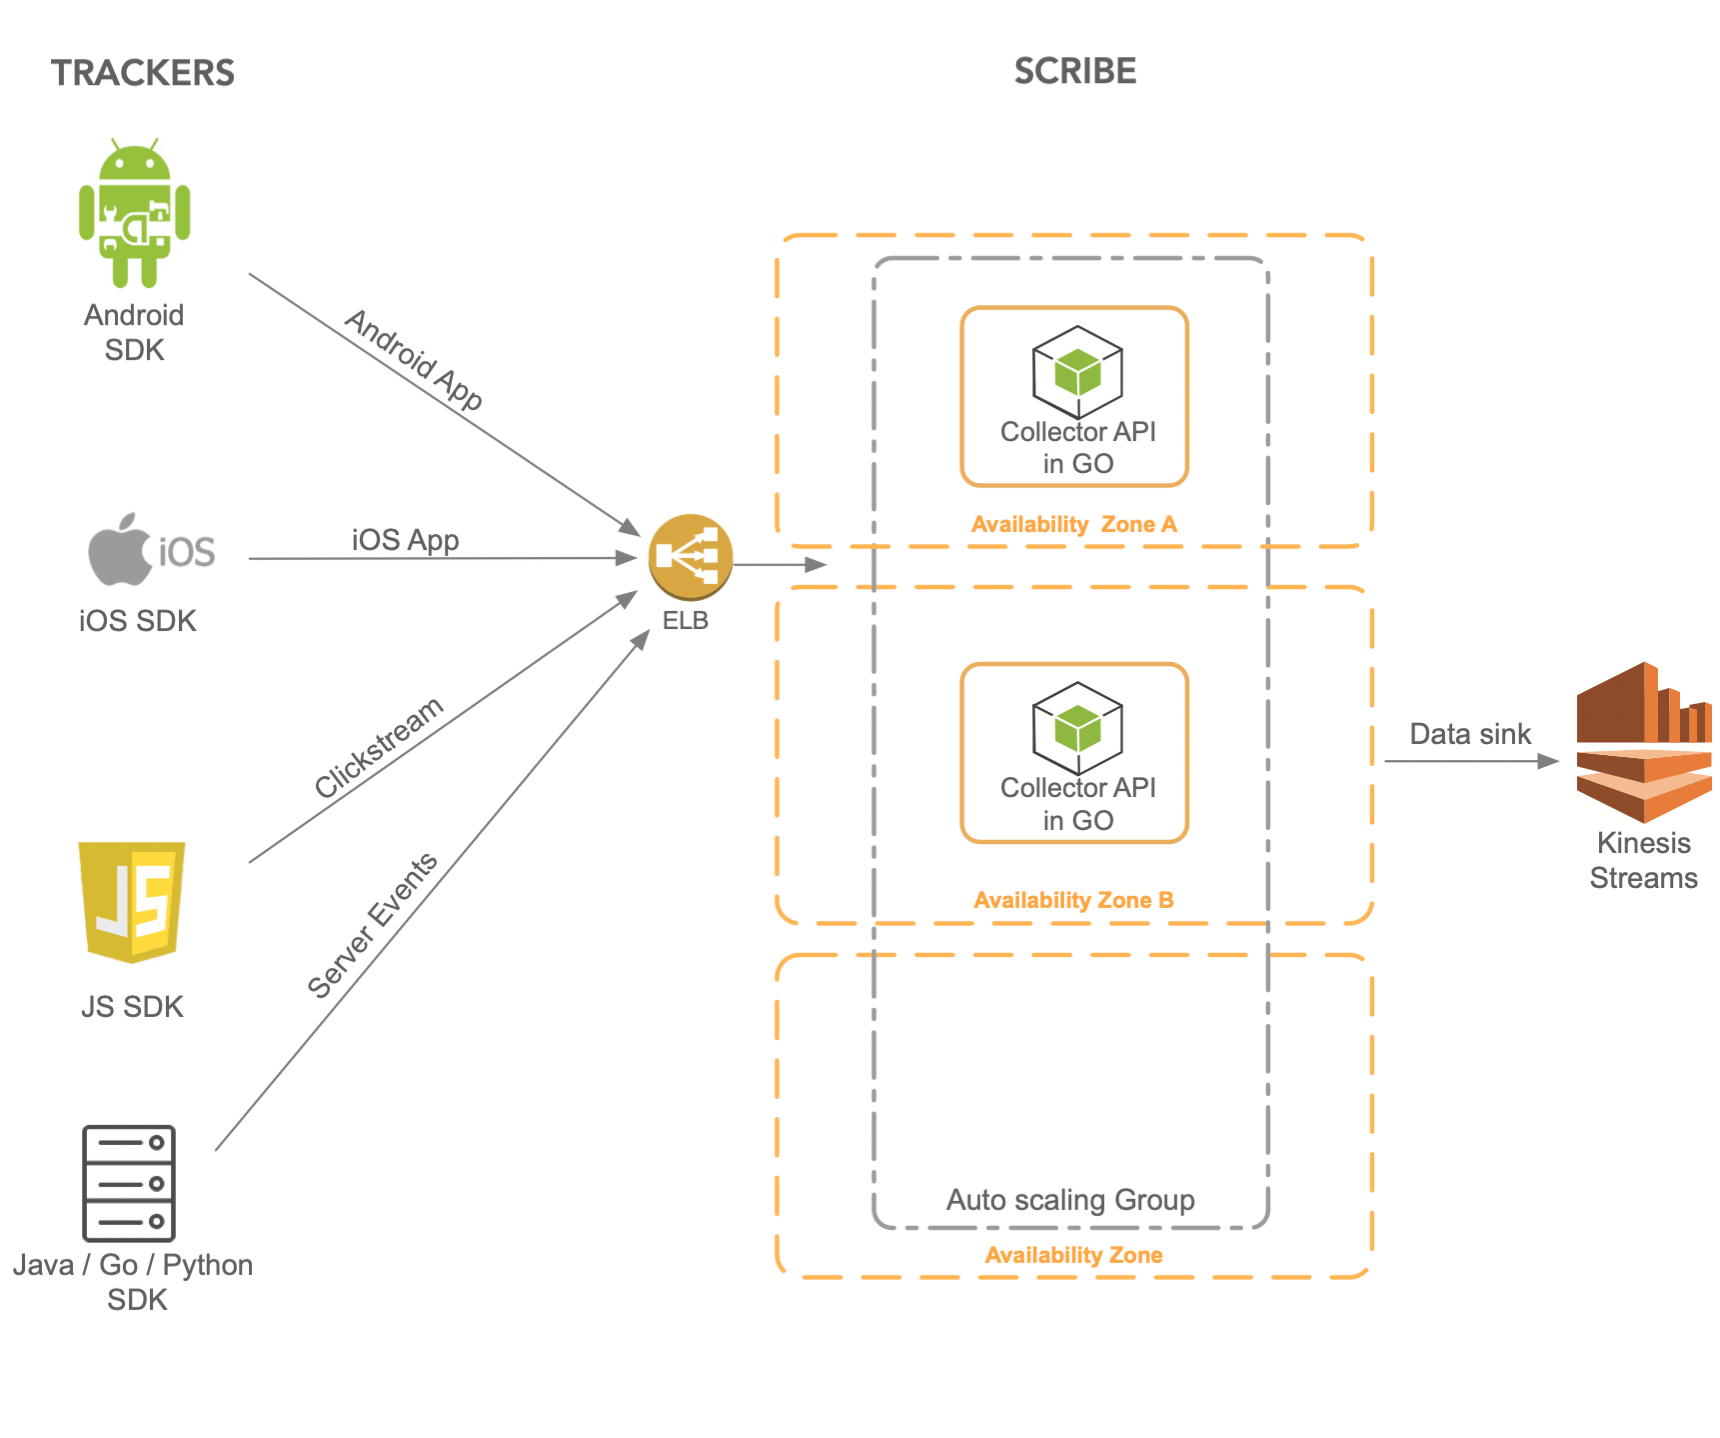 TRACKERS
SCRIBE
Android
SDK
Android App
iOS
iOS SDK
iOS App
ELB
Clickstream
JS
JS SDK
Server Events
Java / Go / Python
SDK
Collector API
in GO
Availability Zone A
Collector API
in GO
Availability Zone B
Auto scaling Group
Availability Zone
Data sink
Kinesis
Streams